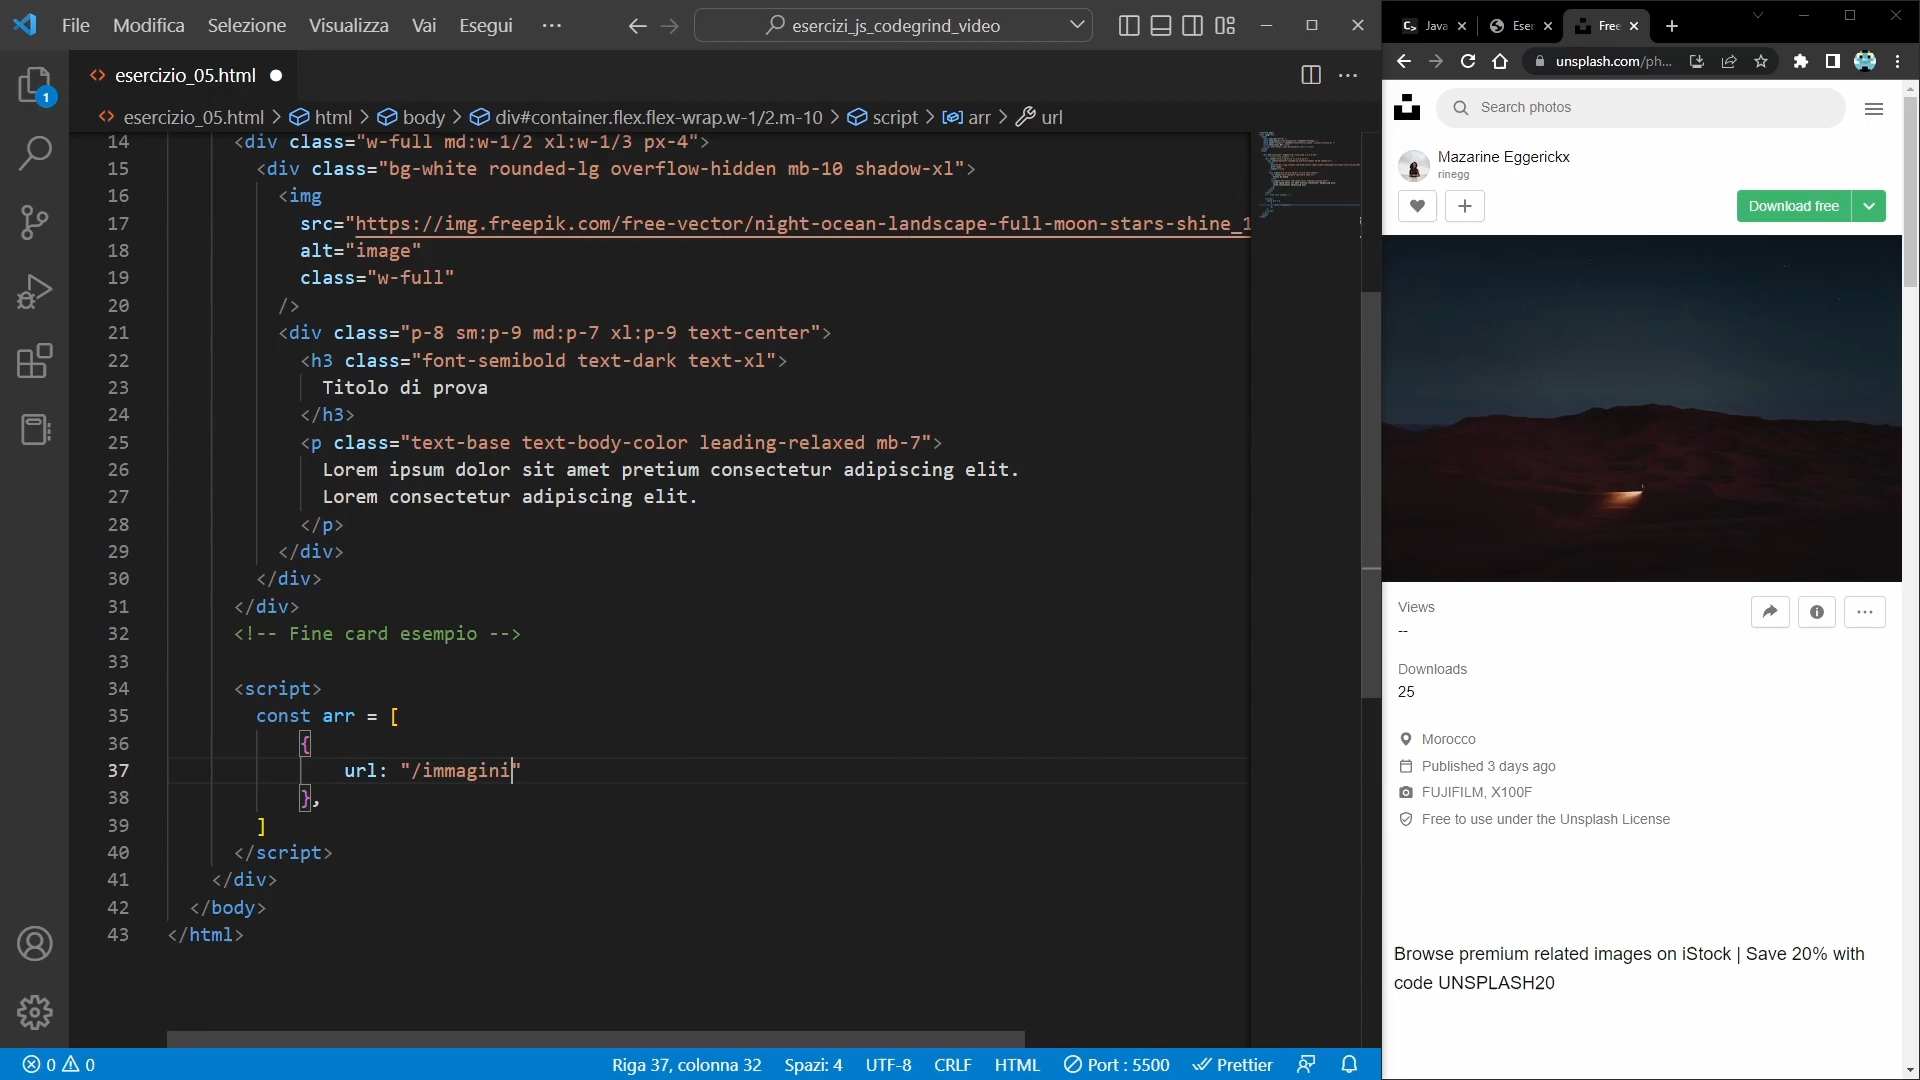 File Modifica Selezione Visualizza Vai Esegui ··· esercizi_js_codegrind_video
esercizio_05.html
esercizio_05.html > html > body > div#container.flex.flex-wrap.w-1/2.m-10 > script > arr > url
14 <div class="w-full md:w-1/2 xl:w-1/3 px-4">
15 <div class="bg-white rounded-lg overflow-hidden mb-10 shadow-xl">
16 <img
17 src="https://img.freepik.com/free-vector/night-ocean-landscape-full-moon-stars-shine_1
18 alt="image"
19 class="w-full"
20 />
21 <div class="p-8 sm:p-9 md:p-7 xl:p-9 text-center">
22 <h3 class="font-semibold text-dark text-xl">
23 Titolo di prova
24 </h3>
25 <p class="text-base text-body-color leading-relaxed mb-7">
26 Lorem ipsum dolor sit amet pretium consectetur adipiscing elit.
27 Lorem consectetur adipiscing elit.
28 </p>
29 </div>
30 </div>
31 </div>
32 <!-- Fine card esempio -->
33
34 <script>
35 const arr = [
36 {
37 url: "/immagini"
38 },
39 ]
40 </script>
41 </div>
42 </body>
43 </html>
1
0 0 Riga 37, colonna 32 Spazi: 4 UTF-8 CRLF HTML Port : 5500 Prettier
Java Eser Free
unsplash.com/ph...
Search photos
Mazarine Eggerickx
rinegg
Download free
Views
--
Downloads
25
Morocco
Published 3 days ago
FUJIFILM, X100F
Free to use under the Unsplash License
Browse premium related images on iStock | Save 20% with
code UNSPLASH20